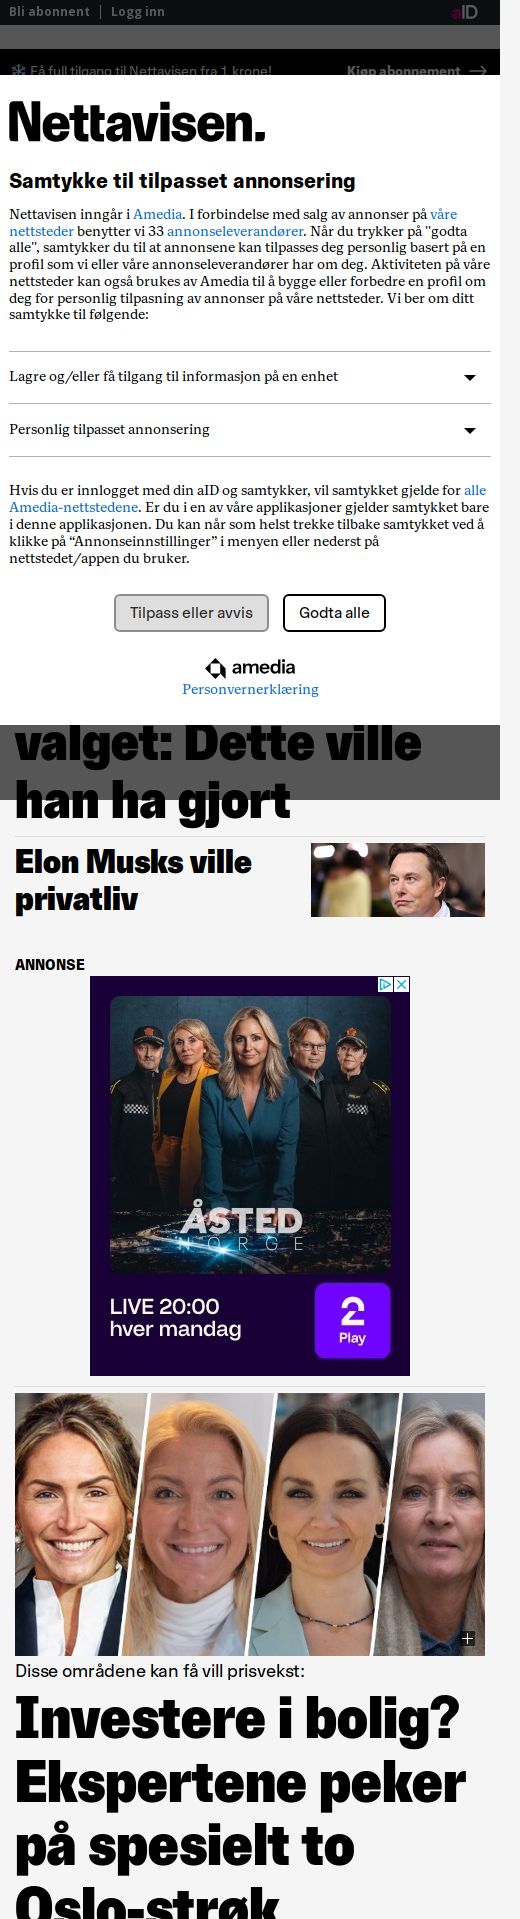 Bli abonnent | Logg inn
aID
❄️ Få full tilgang til Nettavisen fra 1 krone! Kjøp abonnement →
Nettavisen.
Samtykke til tilpasset annonsering
Nettavisen inngår i Amedia. I forbindelse med salg av annonser på våre
nettsteder benytter vi 33 annonseleverandører. Når du trykker på "godta
alle", samtykker du til at annonsene kan tilpasses deg personlig basert på en
profil som vi eller våre annonseleverandører har om deg. Aktiviteten på våre
nettsteder kan også brukes av Amedia til å bygge eller forbedre en profil om
deg for personlig tilpasning av annonser på våre nettsteder. Vi ber om ditt
samtykke til følgende:
Lagre og/eller få tilgang til informasjon på en enhet
Personlig tilpasset annonsering
Hvis du er innlogget med din aID og samtykker, vil samtykket gjelde for alle
Amedia-nettstedene. Er du i en av våre applikasjoner gjelder samtykket bare
i denne applikasjonen. Du kan når som helst trekke tilbake samtykket ved å
klikke på “Annonseinnstillinger” i menyen eller nederst på
nettstedet/appen du bruker.
Tilpass eller avvis Godta alle
amedia
Personvernerklæring
valget: Dette ville
han ha gjort
Elon Musks ville
privatliv
ANNONSE
ÅSTED
NORGE
LIVE 20:00
hver mandag
2
Play
Disse områdene kan få vill prisvekst:
Investere i bolig?
Ekspertene peker
på spesielt to
Oslo-strøk